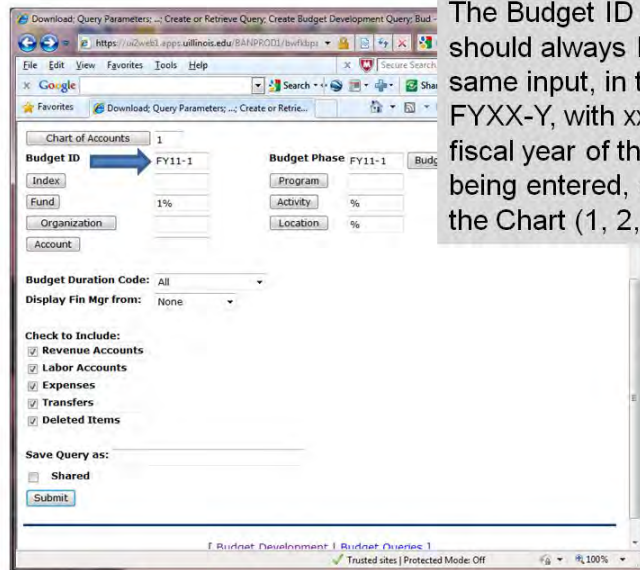 Download; Query Parameters; ...; Create or Retrieve Query; Create Budget Development Query; Bud -
https://ui2web1.apps.uillinois.edu/BANPROD1/bwfkbpr
Secure Search
File Edit View Favorites Tools Help
Google Search Shar
Favorites Download; Query Parameters; ...; Create or Retrie...
Chart of Accounts 1
Budget ID FY11-1 Budget Phase FY11-1 Budg
Index Program
Fund 1% Activity %
Organization Location %
Account
Budget Duration Code: All
Display Fin Mgr from: None
Check to Include:
Revenue Accounts
Labor Accounts
Expenses
Transfers
Deleted Items
Save Query as:
Shared
Submit
[ Budget Development | Budget Queries ]
Trusted sites | Protected Mode: Off 100%
The Budget ID
should always
same input, in
FYXX-Y, with xx
fiscal year of th
being entered,
the Chart (1, 2,